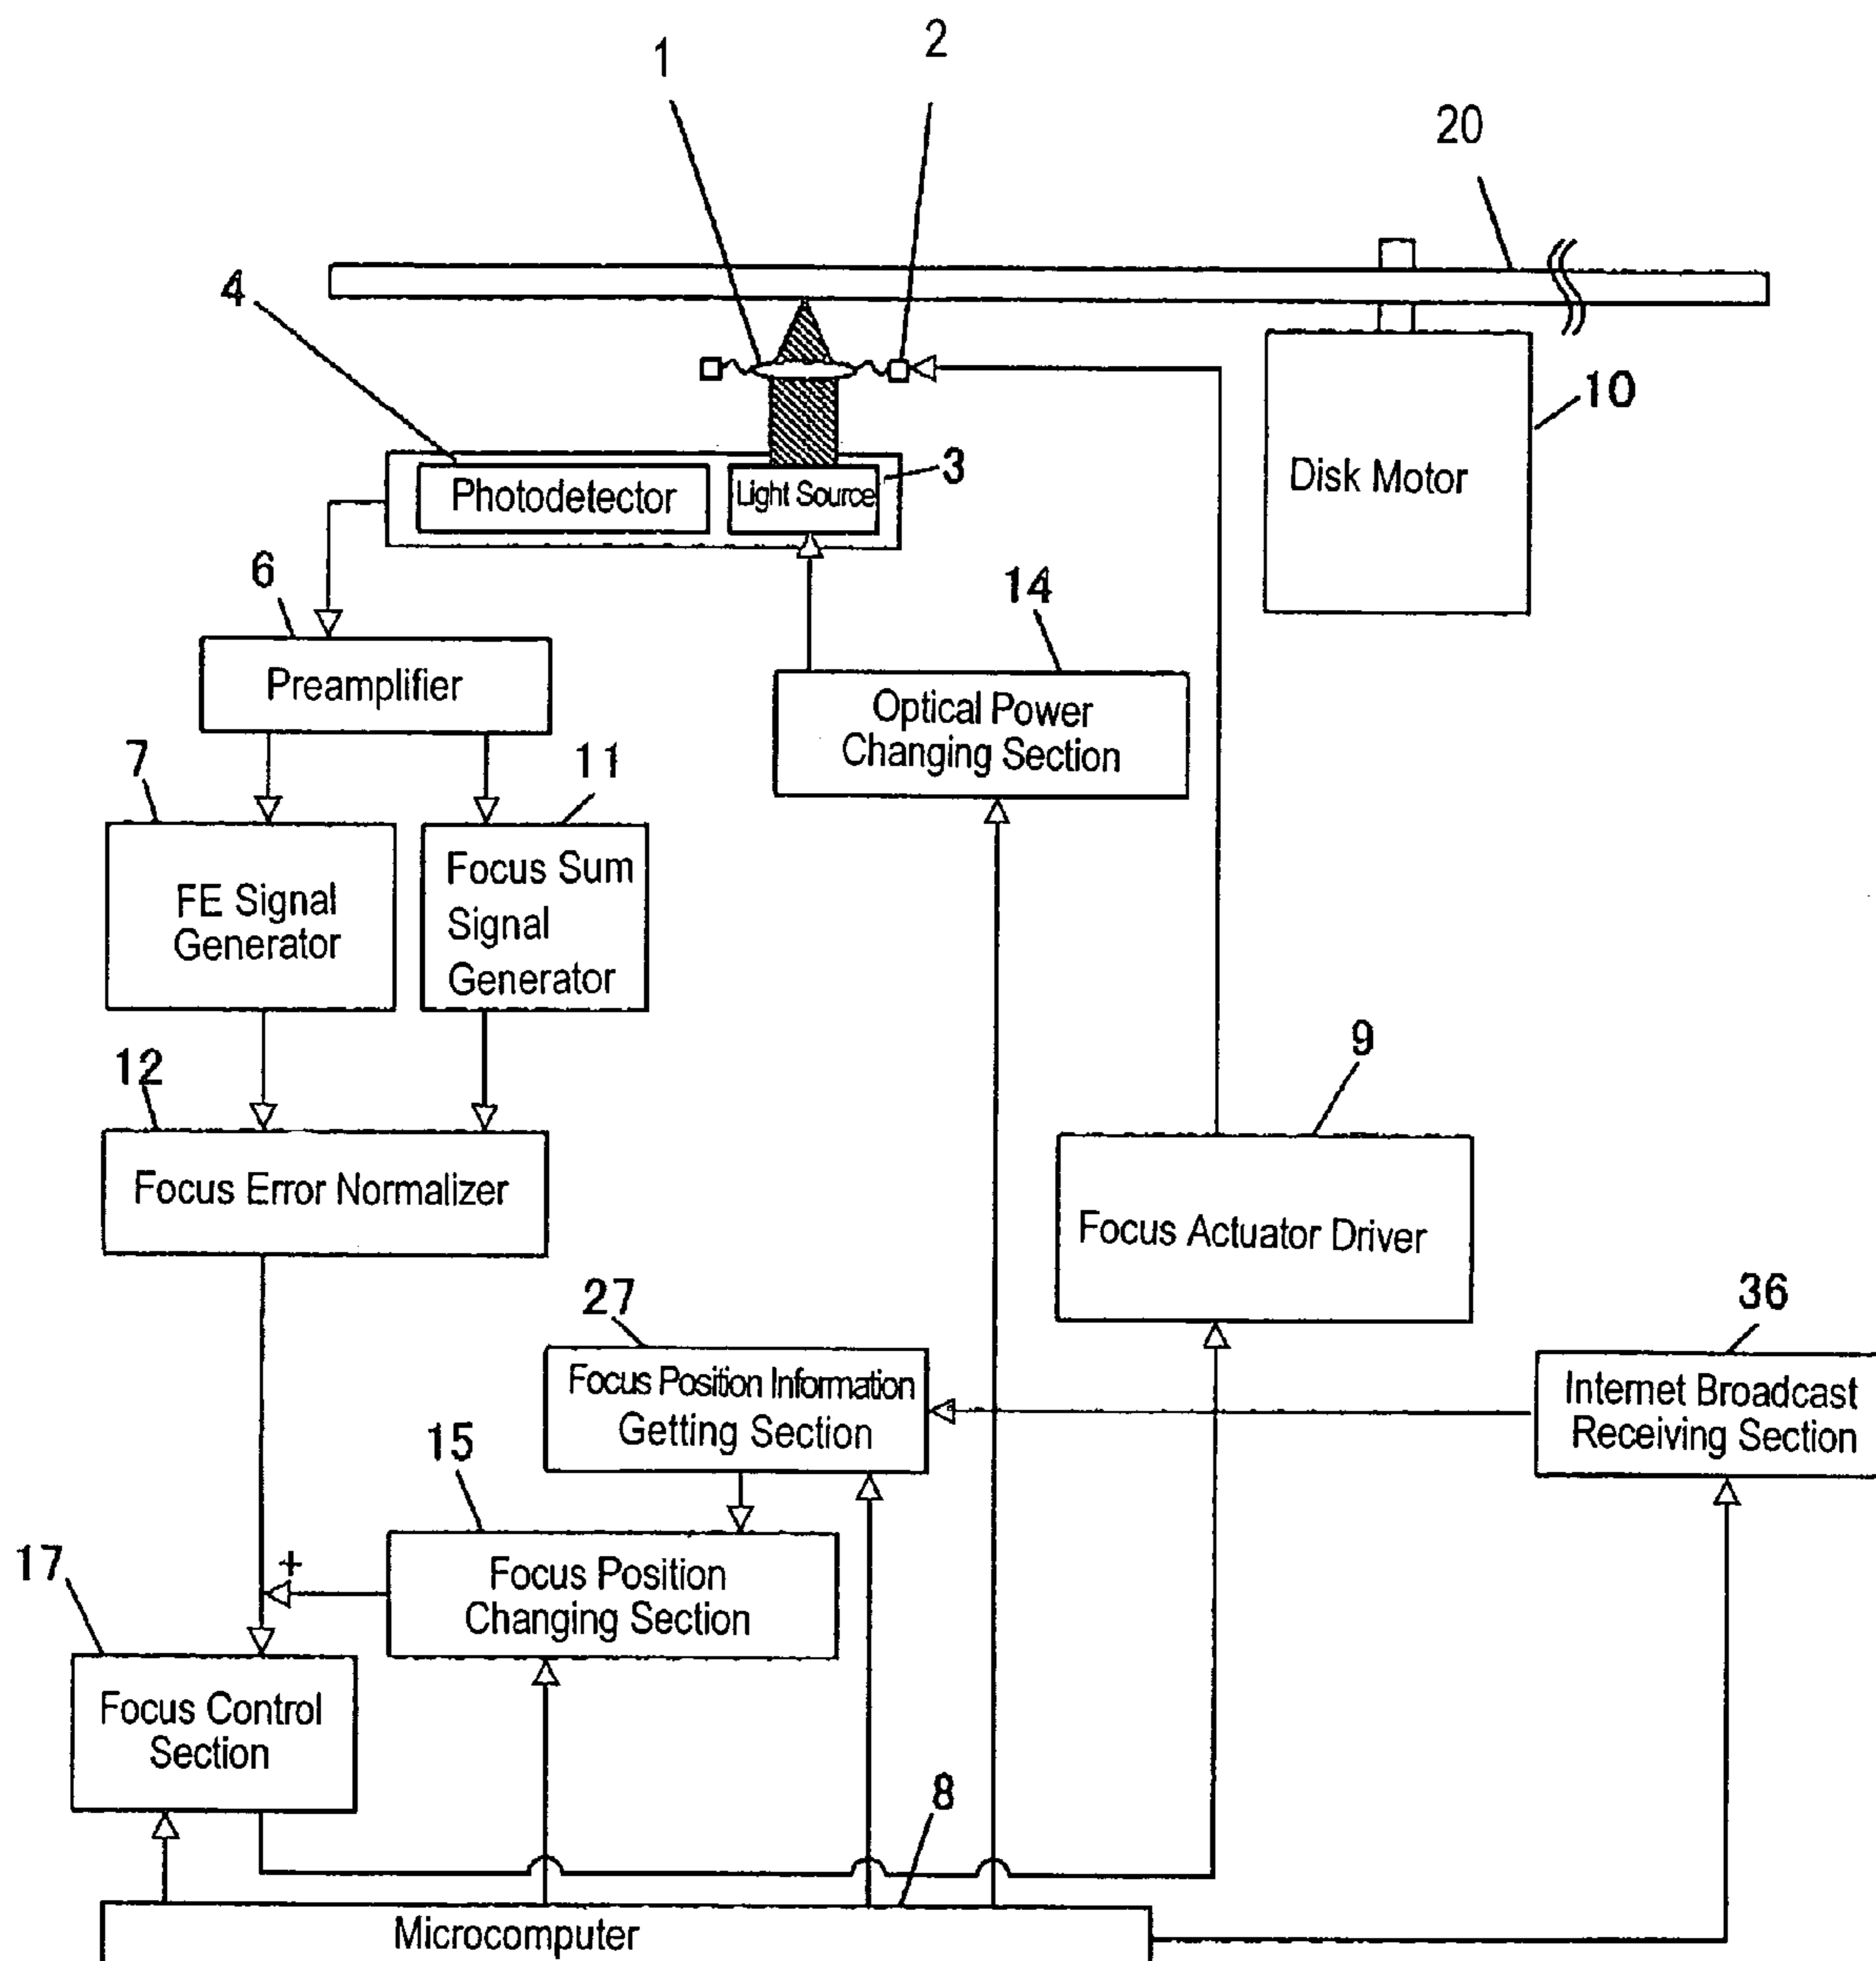 1
2
20
4
10
3
Disk Motor
Photodetector
Light Source
6
14
Preamplifier
Optical Power
Changing Section
7
11
FE Signal
Generator
Focus Sum
Signal
Generator
12
9
Focus Error Normalizer
Focus Actuator Driver
27
36
Focus Position Information
Getting Section
Internet Broadcast
Receiving Section
15
17
+
Focus Position
Changing Section
Focus Control
Section
8
Microcomputer